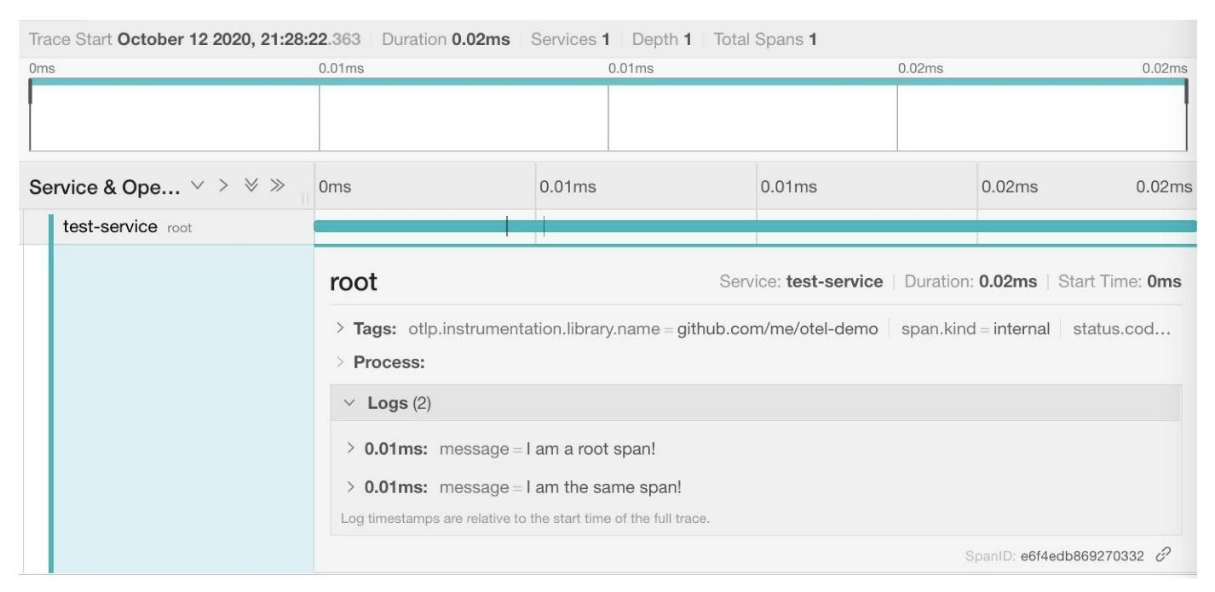 Trace Start October 12 2020, 21:28:22.363 Duration 0.02ms Services 1 Depth 1 Total Spans 1
0ms 0.01ms 0.01ms 0.02ms 0.02ms
Service & Ope... 0ms 0.01ms 0.01ms 0.02ms 0.02ms
test-service root
root Service: test-service Duration: 0.02ms Start Time: 0ms
Tags: otlp.instrumentation.library.name = github.com/me/otel-demo span.kind = internal status.cod...
Process:
Logs (2)
0.01ms: message = I am a root span!
0.01ms: message = I am the same span!
Log timestamps are relative to the start time of the full trace.
SpanID: e6f4edb869270332